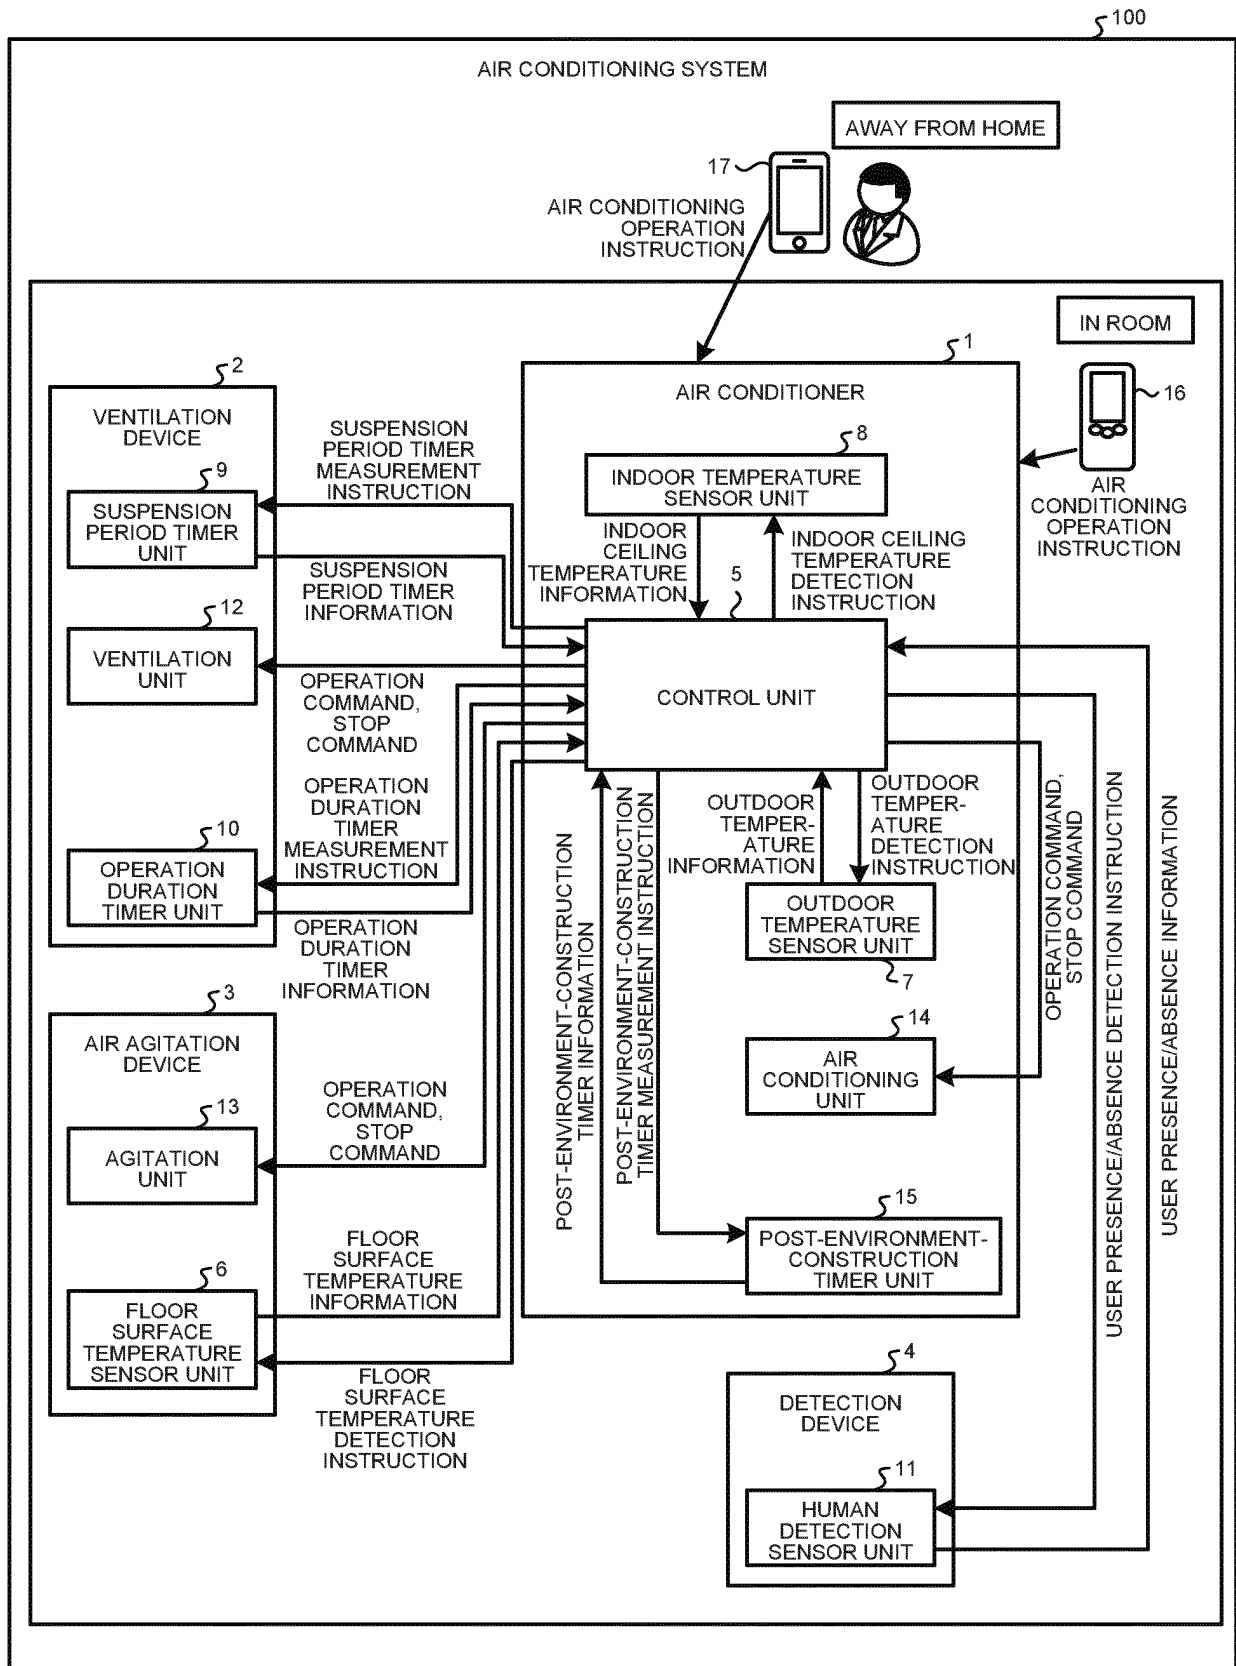 100
AIR CONDITIONING SYSTEM
AWAY FROM HOME
17
AIR CONDITIONING
OPERATION
INSTRUCTION
IN ROOM
1
AIR CONDITIONER
16
AIR
CONDITIONING
OPERATION
INSTRUCTION
2
VENTILATION
DEVICE
9
SUSPENSION
PERIOD TIMER
UNIT
SUSPENSION
PERIOD TIMER
MEASUREMENT
INSTRUCTION
SUSPENSION
PERIOD TIMER
INFORMATION
8
INDOOR TEMPERATURE
SENSOR UNIT
INDOOR
CEILING
TEMPERATURE
INFORMATION
INDOOR CEILING
TEMPERATURE
DETECTION
INSTRUCTION
5
CONTROL UNIT
12
VENTILATION
UNIT
OPERATION
COMMAND,
STOP
COMMAND
OPERATION
DURATION
TIMER
MEASUREMENT
INSTRUCTION
10
OPERATION
DURATION
TIMER UNIT
OPERATION
DURATION
TIMER
INFORMATION
OUTDOOR
TEMPER-
ATURE
INFORMATION
OUTDOOR
TEMPER-
ATURE
DETECTION
INSTRUCTION
OUTDOOR
TEMPERATURE
SENSOR UNIT
7
POST-ENVIRONMENT-CONSTRUCTION
TIMER INFORMATION
POST-ENVIRONMENT-CONSTRUCTION
TIMER MEASUREMENT INSTRUCTION
OPERATION COMMAND,
STOP COMMAND
USER PRESENCE/ABSENCE DETECTION INSTRUCTION
USER PRESENCE/ABSENCE INFORMATION
3
AIR AGITATION
DEVICE
13
AGITATION
UNIT
OPERATION
COMMAND,
STOP
COMMAND
14
AIR
CONDITIONING
UNIT
15
POST-ENVIRONMENT-
CONSTRUCTION
TIMER UNIT
6
FLOOR
SURFACE
TEMPERATURE
SENSOR UNIT
FLOOR
SURFACE
TEMPERATURE
INFORMATION
FLOOR
SURFACE
TEMPERATURE
DETECTION
INSTRUCTION
4
DETECTION
DEVICE
11
HUMAN
DETECTION
SENSOR UNIT